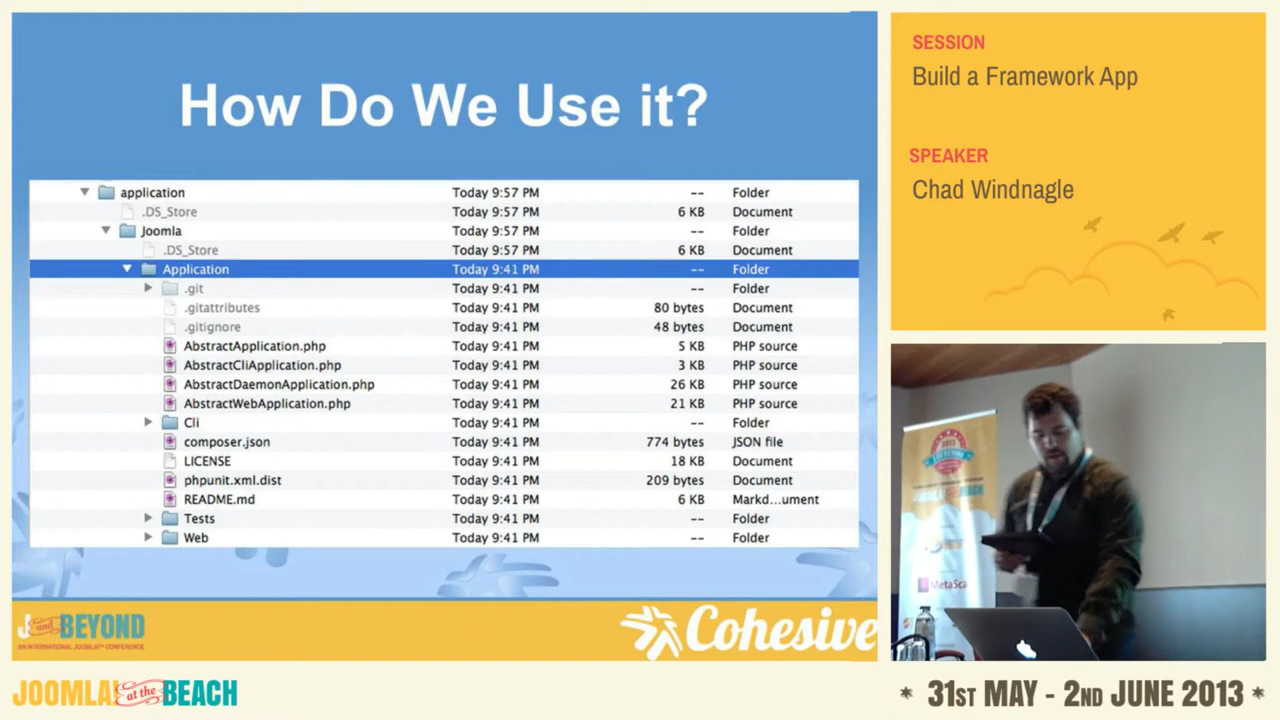 How Do We Use it?
application Today 9:57 PM -- Folder
.DS_Store Today 9:57 PM 6 KB Document
Joomla Today 9:57 PM -- Folder
.DS_Store Today 9:57 PM 6 KB Document
Application Today 9:41 PM -- Folder
.git Today 9:41 PM -- Folder
.gitattributes Today 9:41 PM 80 bytes Document
.gitignore Today 9:41 PM 48 bytes Document
AbstractApplication.php Today 9:41 PM 5 KB PHP source
AbstractCliApplication.php Today 9:41 PM 3 KB PHP source
AbstractDaemonApplication.php Today 9:41 PM 26 KB PHP source
AbstractWebApplication.php Today 9:41 PM 21 KB PHP source
Cli Today 9:41 PM -- Folder
composer.json Today 9:41 PM 774 bytes JSON file
LICENSE Today 9:41 PM 18 KB Document
phpunit.xml.dist Today 9:41 PM 209 bytes Document
README.md Today 9:41 PM 6 KB Markd...ument
Tests Today 9:41 PM -- Folder
Web Today 9:41 PM -- Folder
J and BEYOND
AN INTERNATIONAL JOOMLA!™ CONFERENCE
Cohesive
SESSION
Build a Framework App
SPEAKER
Chad Windnagle
2013
JOOMLA! at the BEACH
MetaSca
JOOMLA! at the BEACH
* 31ST MAY - 2ND JUNE 2013 *